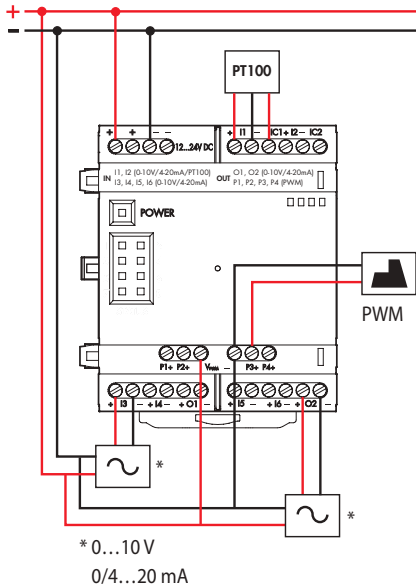 +
−
PT100
+ + − − 12...24V DC
+ I1 − IC1 + I2 − IC2
IN I1, I2 (0-10V/4-20mA/PT100)
I3, I4, I5, I6 (0-10V/4-20mA)
OUT O1, O2 (0-10V/4-20mA)
P1, P2, P3, P4 (PWM)
POWER
PWM
P1+ P2+ VPWM − P3+ P4+
+ I3 − + I4 − + O1 − + I5 − + I6 − + O2 −
*
*
* 0...10 V
0/4...20 mA